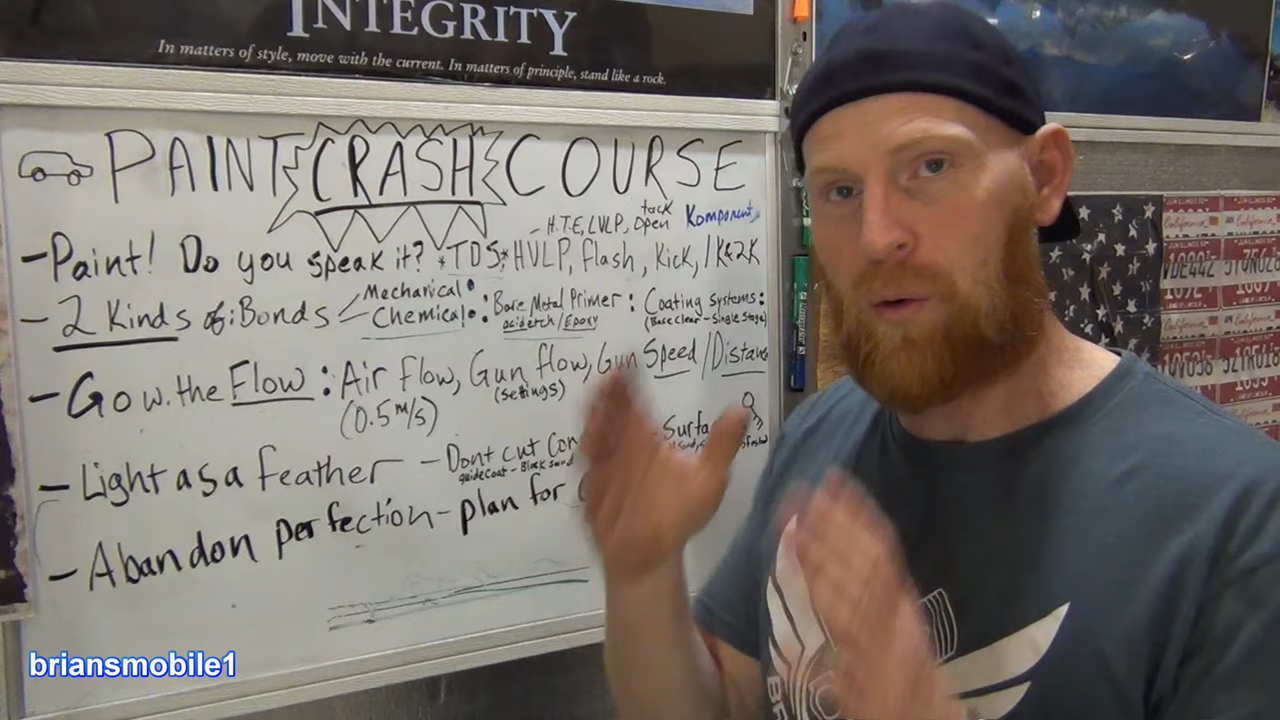 INTEGRITY
In matters of style, move with the current. In matters of principle, stand like a rock.
PAINT CRASH COURSE
- H.T.E, LVLP, tack Open Komponent
- Paint! Do you speak it? *TDS* HVLP, Flash, Kick, 1K&2K
- 2 Kinds of: Bonds < Mechanical • Chemical • : Bare Metal Primer : Coating Systems:
acid etch / Epoxy (Base Clear - Single Stage)
- Go w. the Flow : Air flow, Gun flow, Gun Speed / Distanc
(0.5 m/s) (settings)
- Light as a feather - Dont cut Con Surfa
guide coat - Block sand
- Abandon perfection - plan for
briansmobile1
California
California